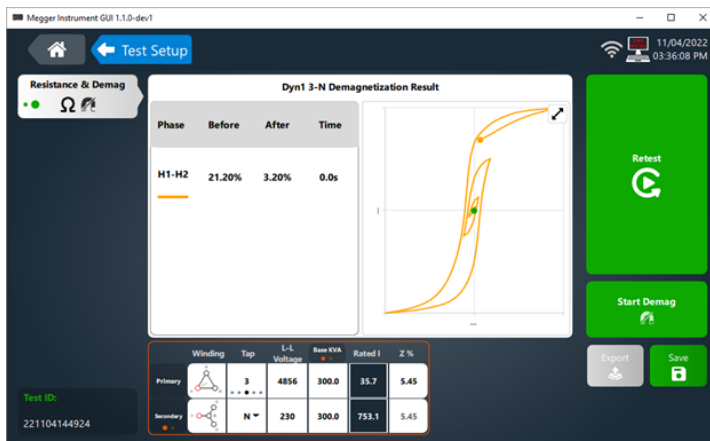 Megger Instrument GUI 1.1.0-dev1
Test Setup
11/04/2022
03:36:08 PM
Resistance & Demag
Ω
Dyn1 3-N Demagnetization Result
Phase Before After Time
H1-H2 21.20% 3.20% 0.0s
Retest
Start Demag
Export Save
Winding Tap L-L Voltage Base KVA Rated I Z %
Primary 3 4856 300.0 35.7 5.45
Secondary N 230 300.0 753.1 5.45
Test ID:
221104144924